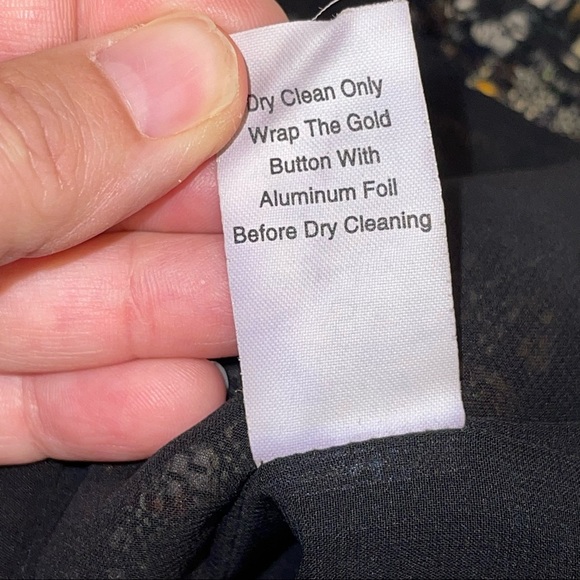 Dry Clean Only
Wrap The Gold
Button With
Aluminum Foil
Before Dry Cleaning